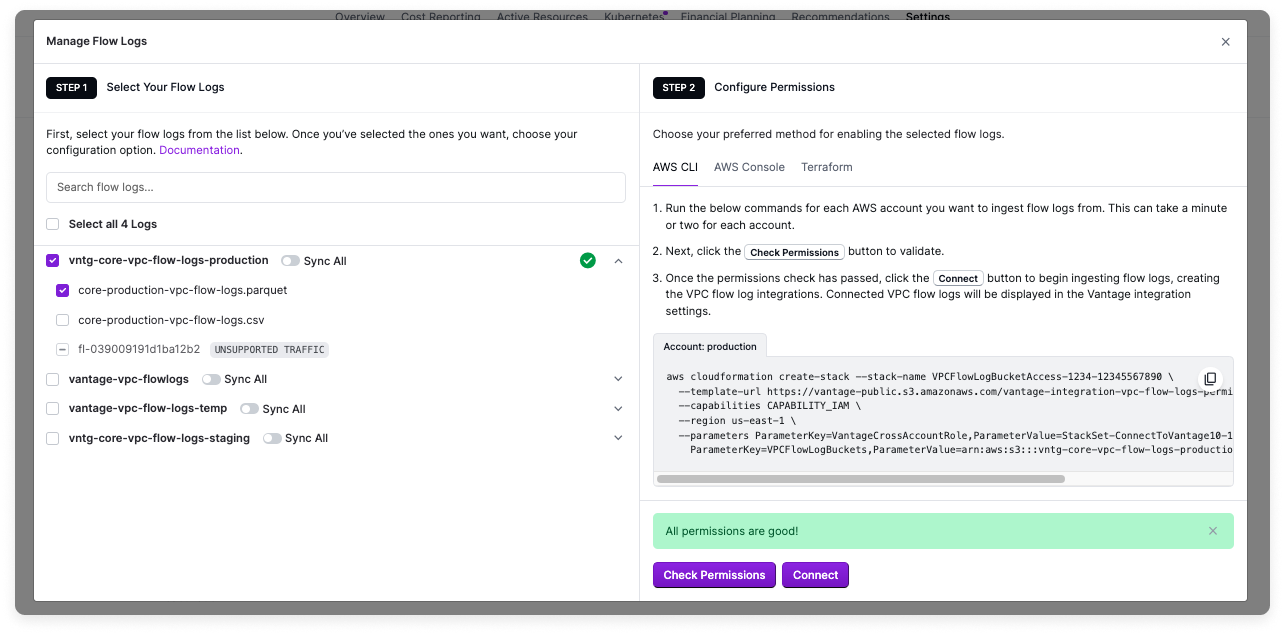 Overview Cost Reporting Active Resources Kubernetes Financial Planning Recommendations Settings
Manage Flow Logs
STEP 1 Select Your Flow Logs
First, select your flow logs from the list below. Once you've selected the ones you want, choose your
configuration option. Documentation.
Search flow logs...
Select all 4 Logs
vntg-core-vpc-flow-logs-production Sync All
core-production-vpc-flow-logs.parquet
core-production-vpc-flow-logs.csv
fl-039009191d1ba12b2 UNSUPPORTED TRAFFIC
vantage-vpc-flowlogs Sync All
vantage-vpc-flow-logs-temp Sync All
vntg-core-vpc-flow-logs-staging Sync All
STEP 2 Configure Permissions
Choose your preferred method for enabling the selected flow logs.
AWS CLI AWS Console Terraform
1. Run the below commands for each AWS account you want to ingest flow logs from. This can take a minute
or two for each account.
2. Next, click the Check Permissions button to validate.
3. Once the permissions check has passed, click the Connect button to begin ingesting flow logs, creating
the VPC flow log integrations. Connected VPC flow logs will be displayed in the Vantage integration
settings.
Account: production
aws cloudformation create-stack --stack-name VPCFlowLogBucketAccess-1234-12345567890 \
--template-url https://vantage-public.s3.amazonaws.com/vantage-integration-vpc-flow-logs-permi
--capabilities CAPABILITY_IAM \
--region us-east-1 \
--parameters ParameterKey=VantageCrossAccountRole,ParameterValue=StackSet-ConnectToVantage10-1
ParameterKey=VPCFlowLogBuckets,ParameterValue=arn:aws:s3:::vntg-core-vpc-flow-logs-productio
All permissions are good!
Check Permissions Connect